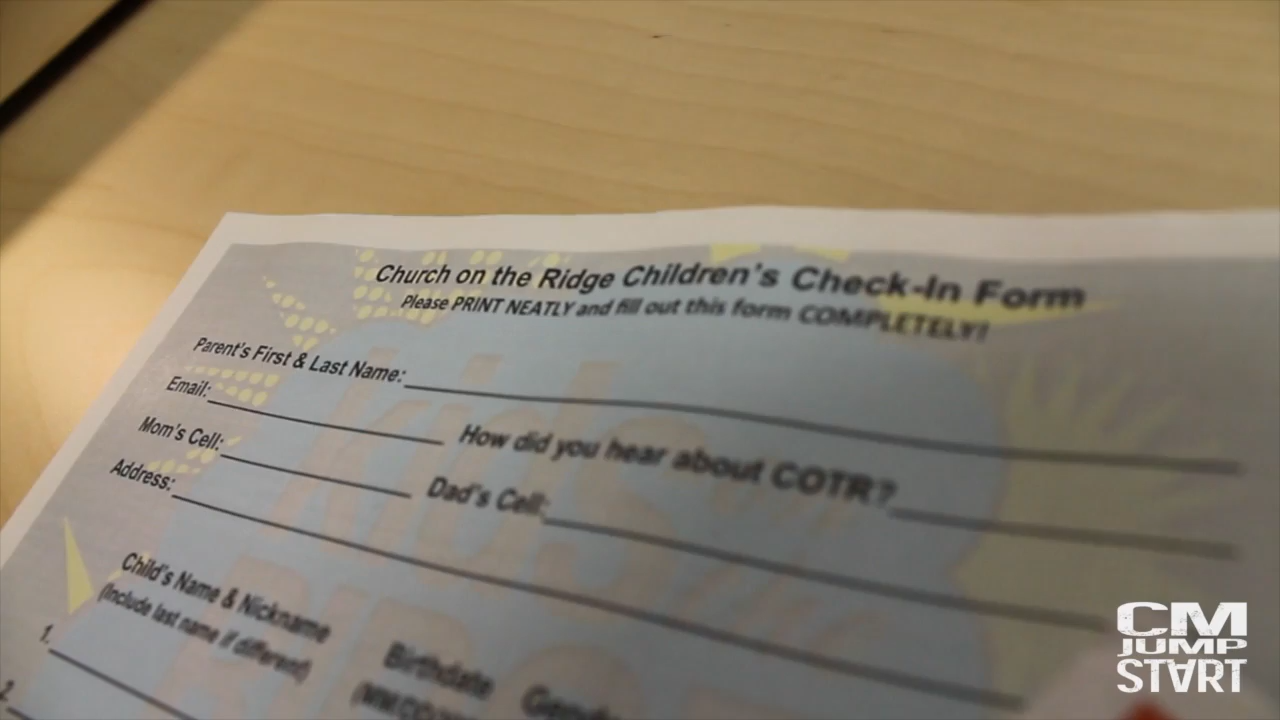 Church on the Ridge Children's Check-In Form
Please PRINT NEATLY and fill out this form COMPLETELY!
Parent's First & Last Name:
Email: How did you hear about COTR?
Mom's Cell: Dad's Cell:
Address:
Child's Name & Nickname Birthdate
(Include last name if different)
1.
2.
kids
CM
JUMP
START